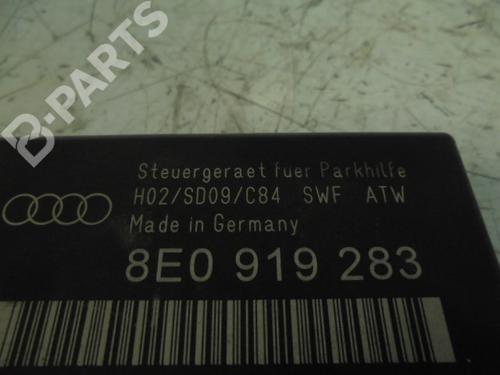 B-PARTS
Steuergeraet fuer Parkhilfe
H02/SD09/C84 SWF ATW
Made in Germany
8E0 919 283